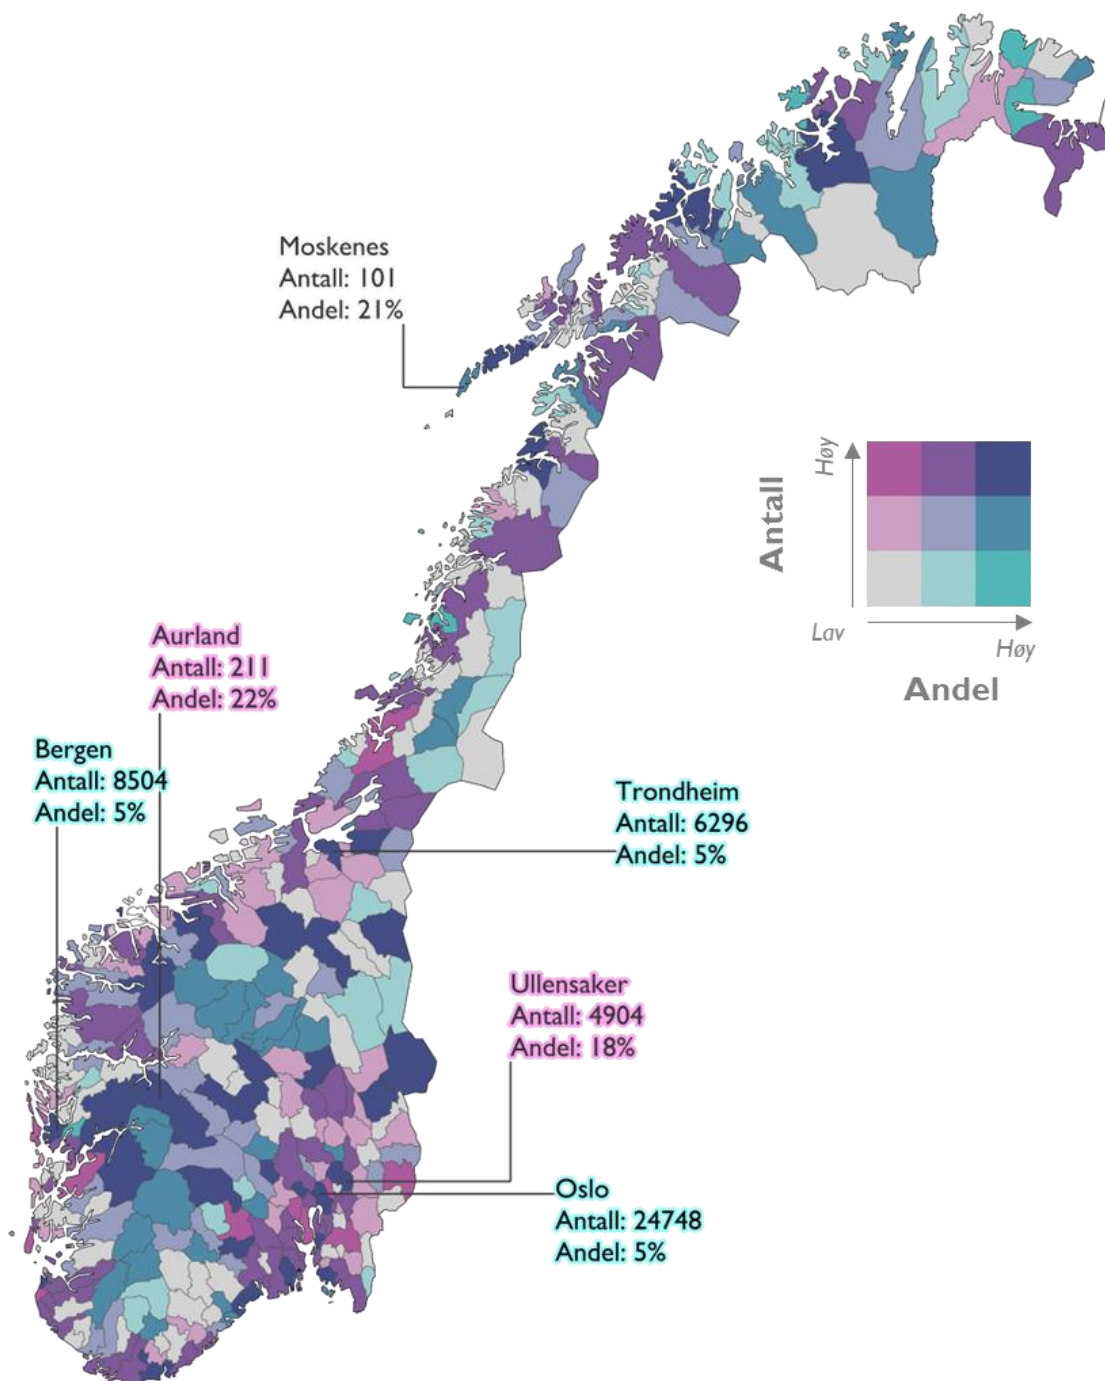 Moskenes
Antall: 101
Andel: 21%
Høy
Antall
Lav
Høy
Andel
Aurland
Antall: 211
Andel: 22%
Bergen
Antall: 8504
Andel: 5%
Trondheim
Antall: 6296
Andel: 5%
Ullensaker
Antall: 4904
Andel: 18%
Oslo
Antall: 24748
Andel: 5%